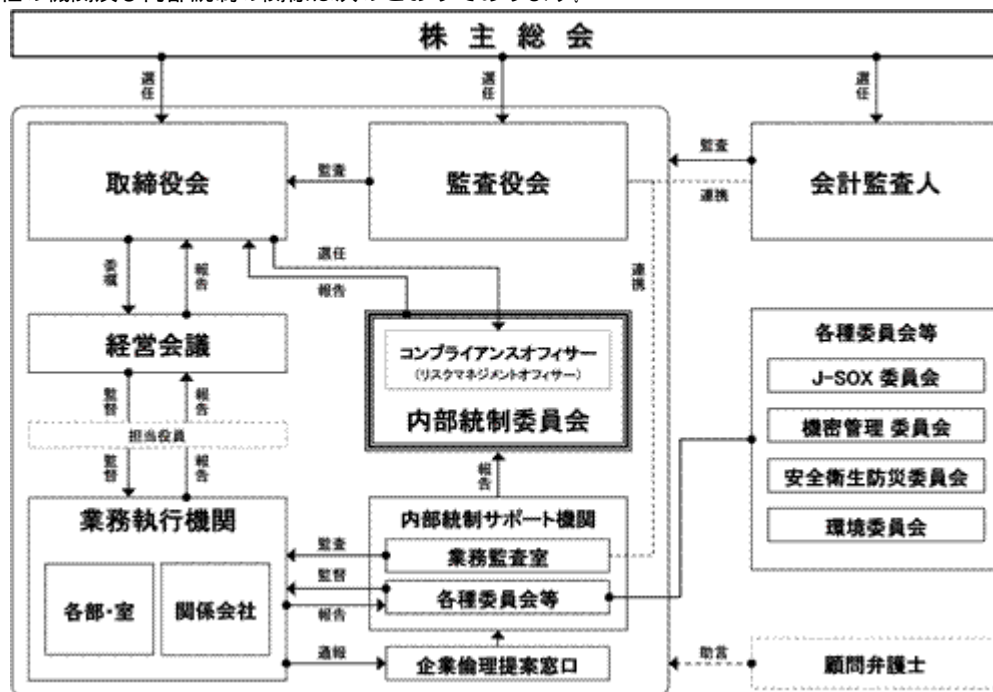 株主総会
選任
選任
選任
取締役会
監査
監査役会
監査
連携
会計監査人
委嘱
報告
選任
報告
連携
経営会議
コンプライアンスオフィサー
(リスクマネジメントオフィサー)
内部統制委員会
各種委員会等
J-SOX 委員会
機密管理 委員会
安全衛生防災委員会
環境委員会
監督
報告
担当役員
監督
報告
報告
業務執行機関
各部・室
関係会社
内部統制サポート機関
監査
業務監査室
監督
各種委員会等
報告
通報
企業倫理提案窓口
助言
顧問弁護士